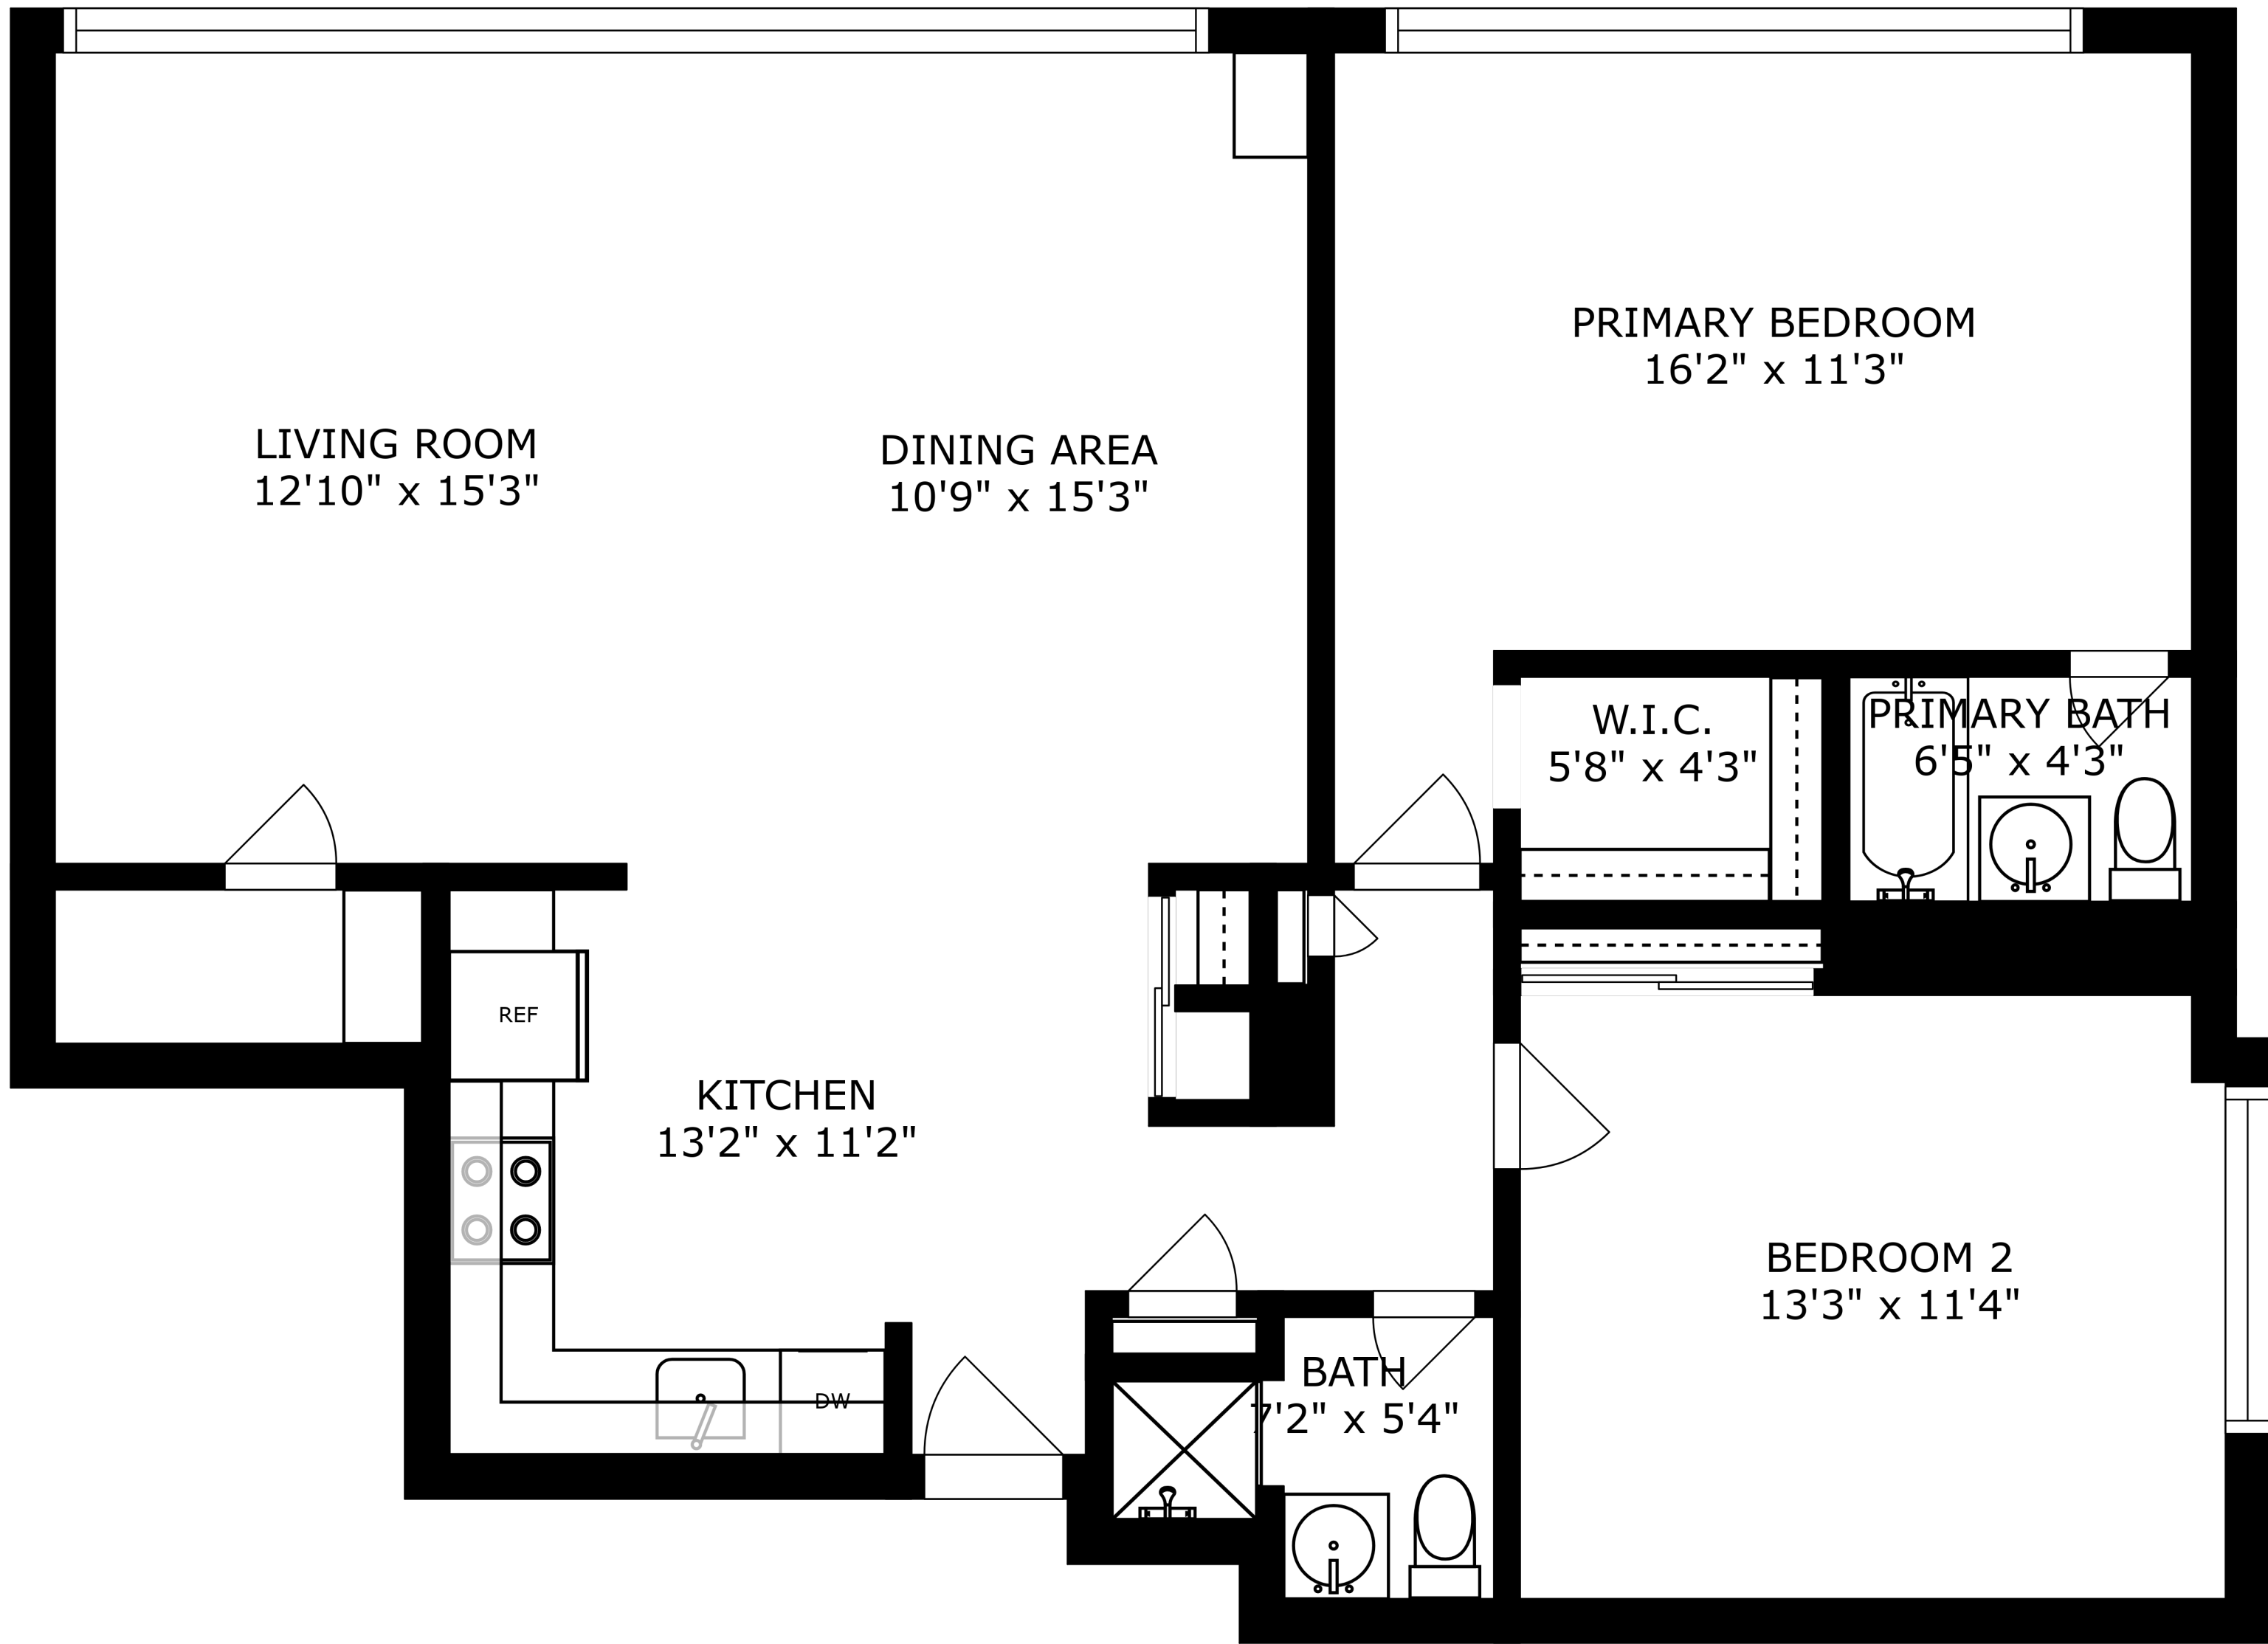 PRIMARY BEDROOM
16'2" x 11'3"
LIVING ROOM
12'10" x 15'3"
DINING AREA
10'9" x 15'3"
W.I.C.
5'8" x 4'3"
PRIMARY BATH
6'5" x 4'3"
REF
KITCHEN
13'2" x 11'2"
BEDROOM 2
13'3" x 11'4"
BATH
7'2" x 5'4"
DW